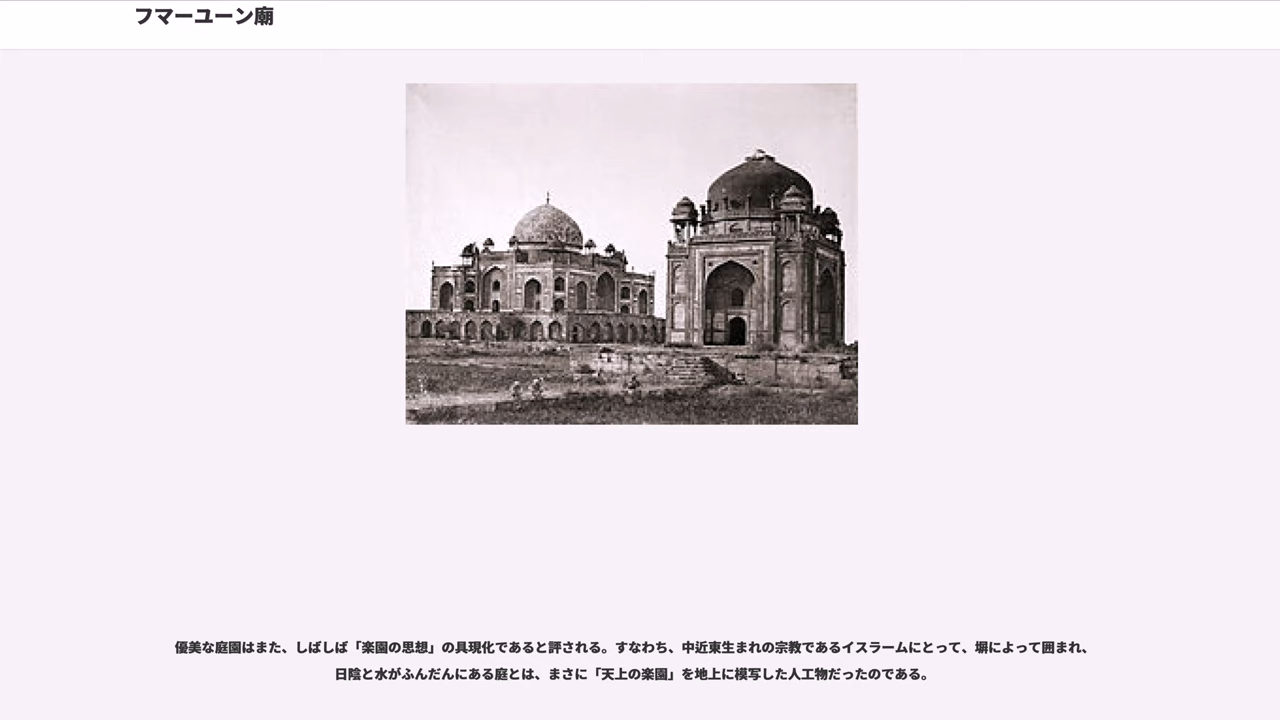 フマーユーン廟
優美な庭園はまた、しばしば「楽園の思想」の具現化であると評される。すなわち、中近東生まれの宗教であるイスラームにとって、塀によって囲まれ、
日陰と水がふんだんにある庭とは、まさに「天上の楽園」を地上に模写した人工物だったのである。